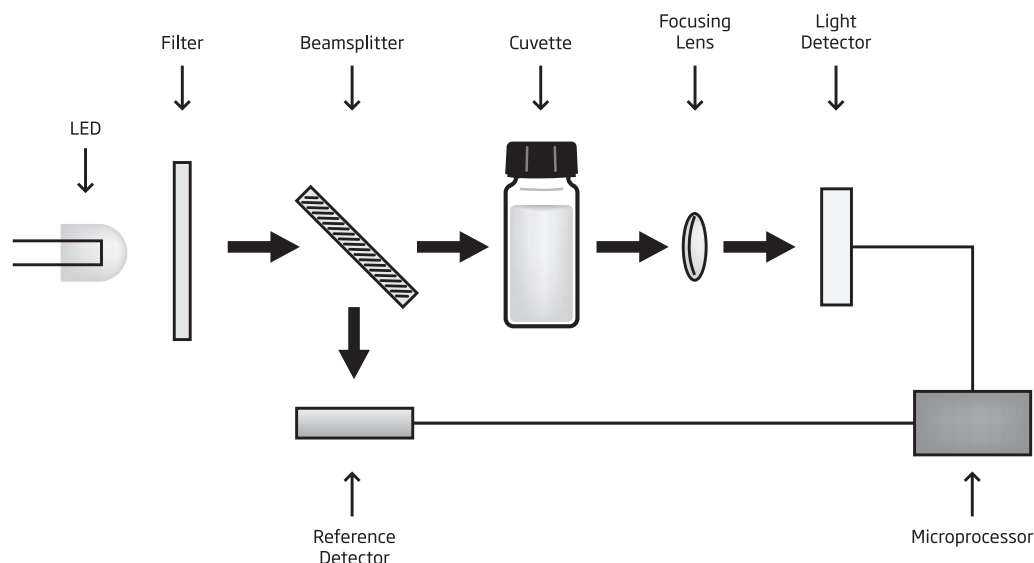 LED
Filter
Beamsplitter
Cuvette
Focusing
Lens
Light
Detector
Reference
Detector
Microprocessor